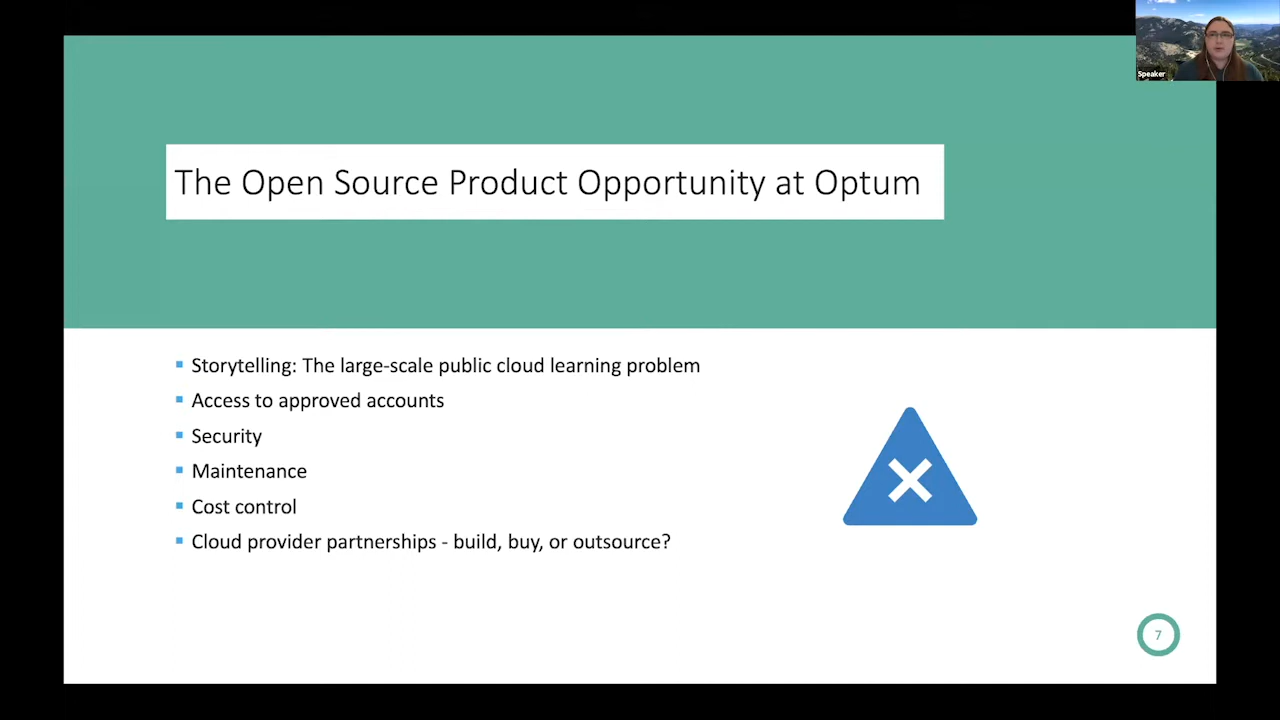 Speaker
The Open Source Product Opportunity at Optum
Storytelling: The large-scale public cloud learning problem
Access to approved accounts
Security
Maintenance
Cost control
Cloud provider partnerships - build, buy, or outsource?
7